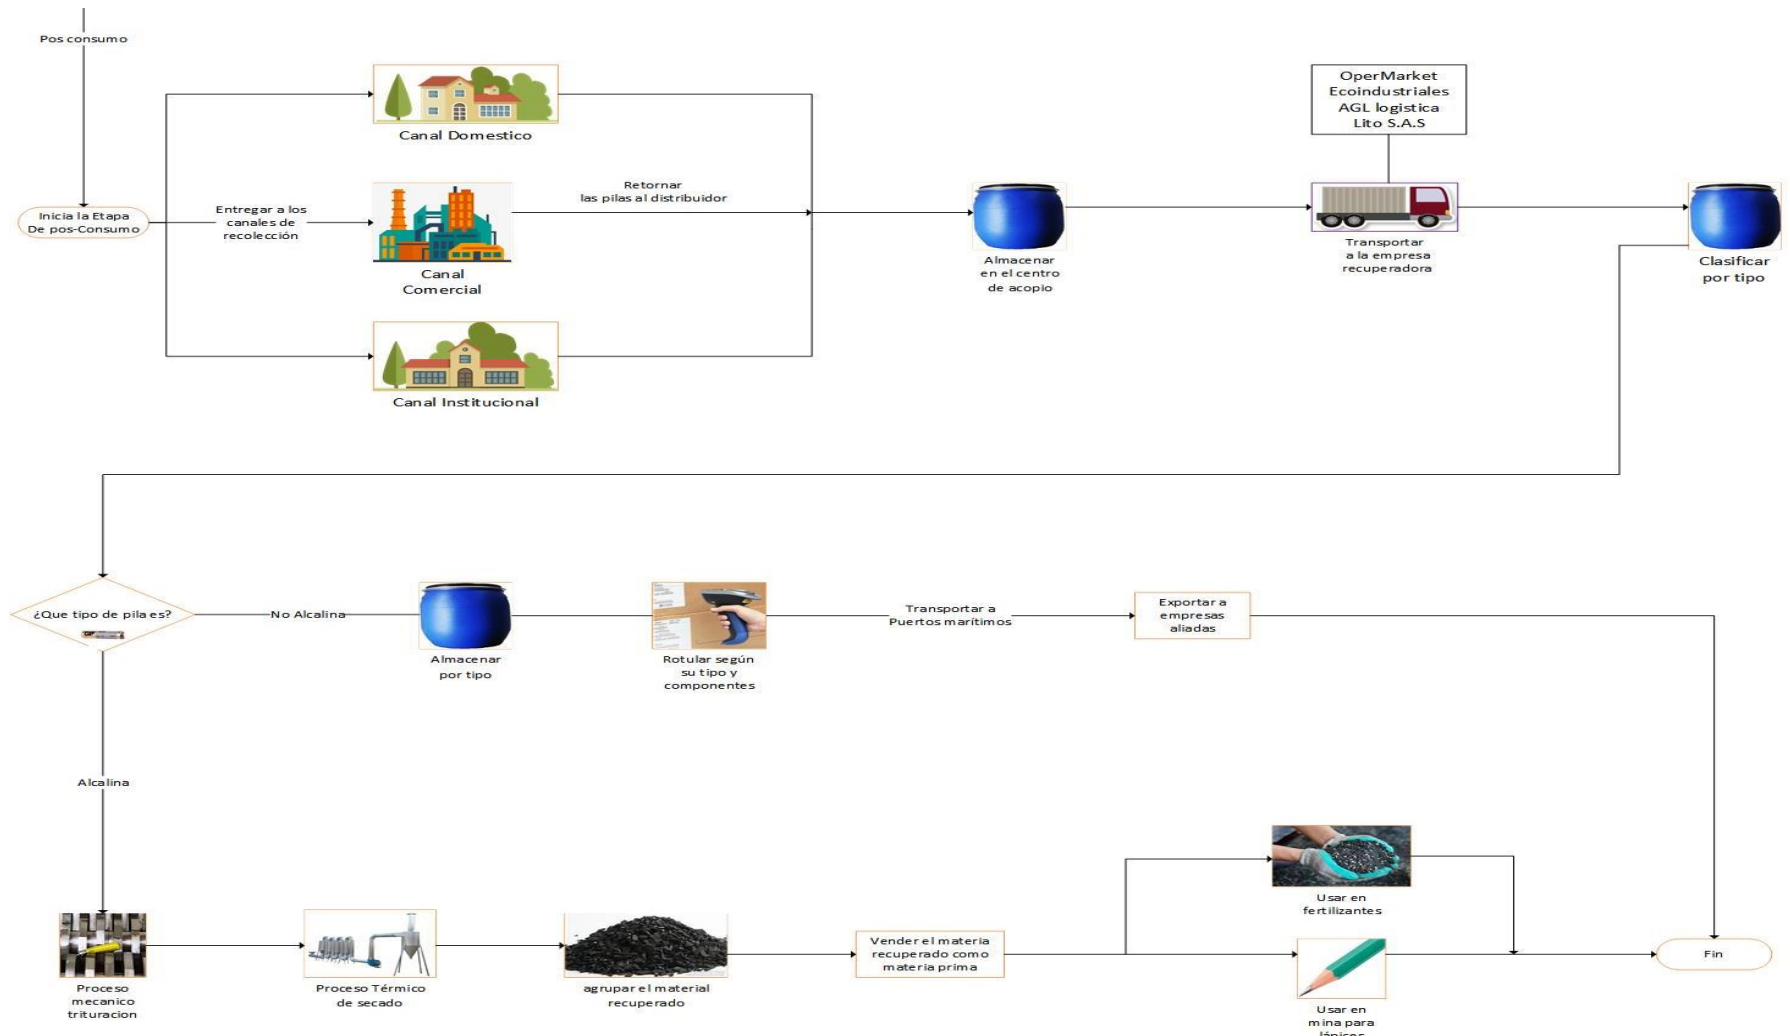 Pos consumo
Inicia la Etapa
De pos-Consumo
Entregar a los
canales de
recolección
Canal Domestico
Canal
Comercial
Canal Institucional
Retornar
las pilas al distribuidor
Almacenar
en el centro
de acopio
OperMarket
Ecoindustriales
AGL logistica
Lito S.A.S
Transportar
a la empresa
recuperadora
Clasificar
por tipo
¿Que tipo de pila es?
No Alcalina
Almacenar
por tipo
Rotular según
su tipo y
componentes
Transportar a
Puertos marítimos
Exportar a
empresas
aliadas
Alcalina
Proceso
mecanico
trituracion
Proceso Térmico
de secado
agrupar el material
recuperado
Vender el materia
recuperado como
materia prima
Usar en
fertilizantes
Usar en
mina para
lápices
Fin